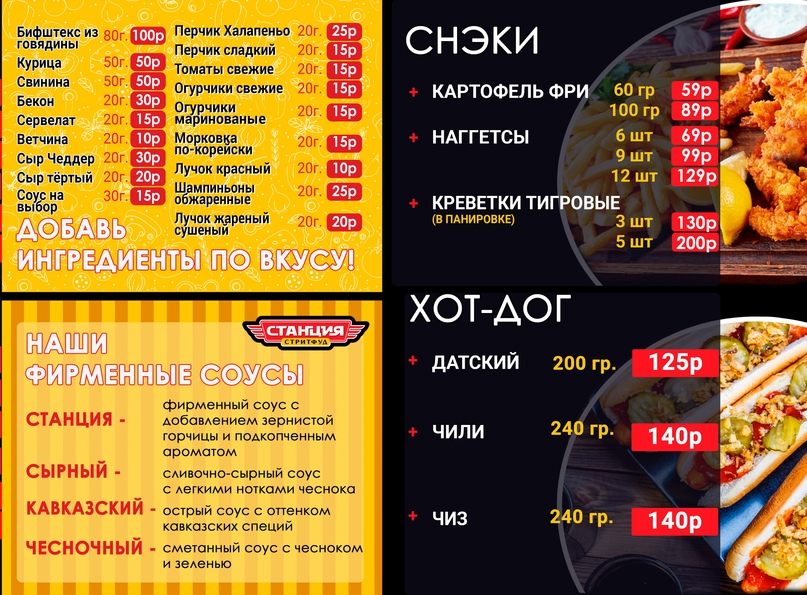 Бифштекс из
говядины 80г. 100р
Курица 50г. 50р
Свинина 50г. 50р
Бекон 20г. 30р
Сервелат 20г. 15р
Ветчина 20г. 10р
Сыр Чеддер 20г. 30р
Сыр тёртый 20г. 20р
Соус на
выбор 30г. 15р
Перчик Халапеньо 20г. 25р
Перчик сладкий 20г. 15р
Томаты свежие 20г. 15р
Огурчики свежие 20г. 15р
Огурчики
маринованые 20г. 15р
Морковка
по-корейски 20г. 15р
Лучок красный 20г. 10р
Шампиньоны
обжаренные 20г. 25р
Лучок жареный
сушеный 20г. 20р
ДОБАВЬ
ИНГРЕДИЕНТЫ ПО ВКУСУ!
СНЭКИ
+ КАРТОФЕЛЬ ФРИ 60 гр 59р
100 гр 89р
+ НАГГЕТСЫ 6 шт 69р
9 шт 99р
12 шт 129р
+ КРЕВЕТКИ ТИГРОВЫЕ
(В ПАНИРОВКЕ) 3 шт 130р
5 шт 200р
СТАНЦИЯ
СТРИТФУД
НАШИ
ФИРМЕННЫЕ СОУСЫ
СТАНЦИЯ - фирменный соус с
добавлением зернистой
горчицы и подкопченным
ароматом
СЫРНЫЙ - сливочно-сырный соус
с легкими нотками чеснока
КАВКАЗСКИЙ - острый соус с оттенком
кавказских специй
ЧЕСНОЧНЫЙ - сметанный соус с чесноком
и зеленью
ХОТ-ДОГ
+ ДАТСКИЙ 200 гр. 125р
+ ЧИЛИ 240 гр. 140р
+ ЧИЗ 240 гр. 140р